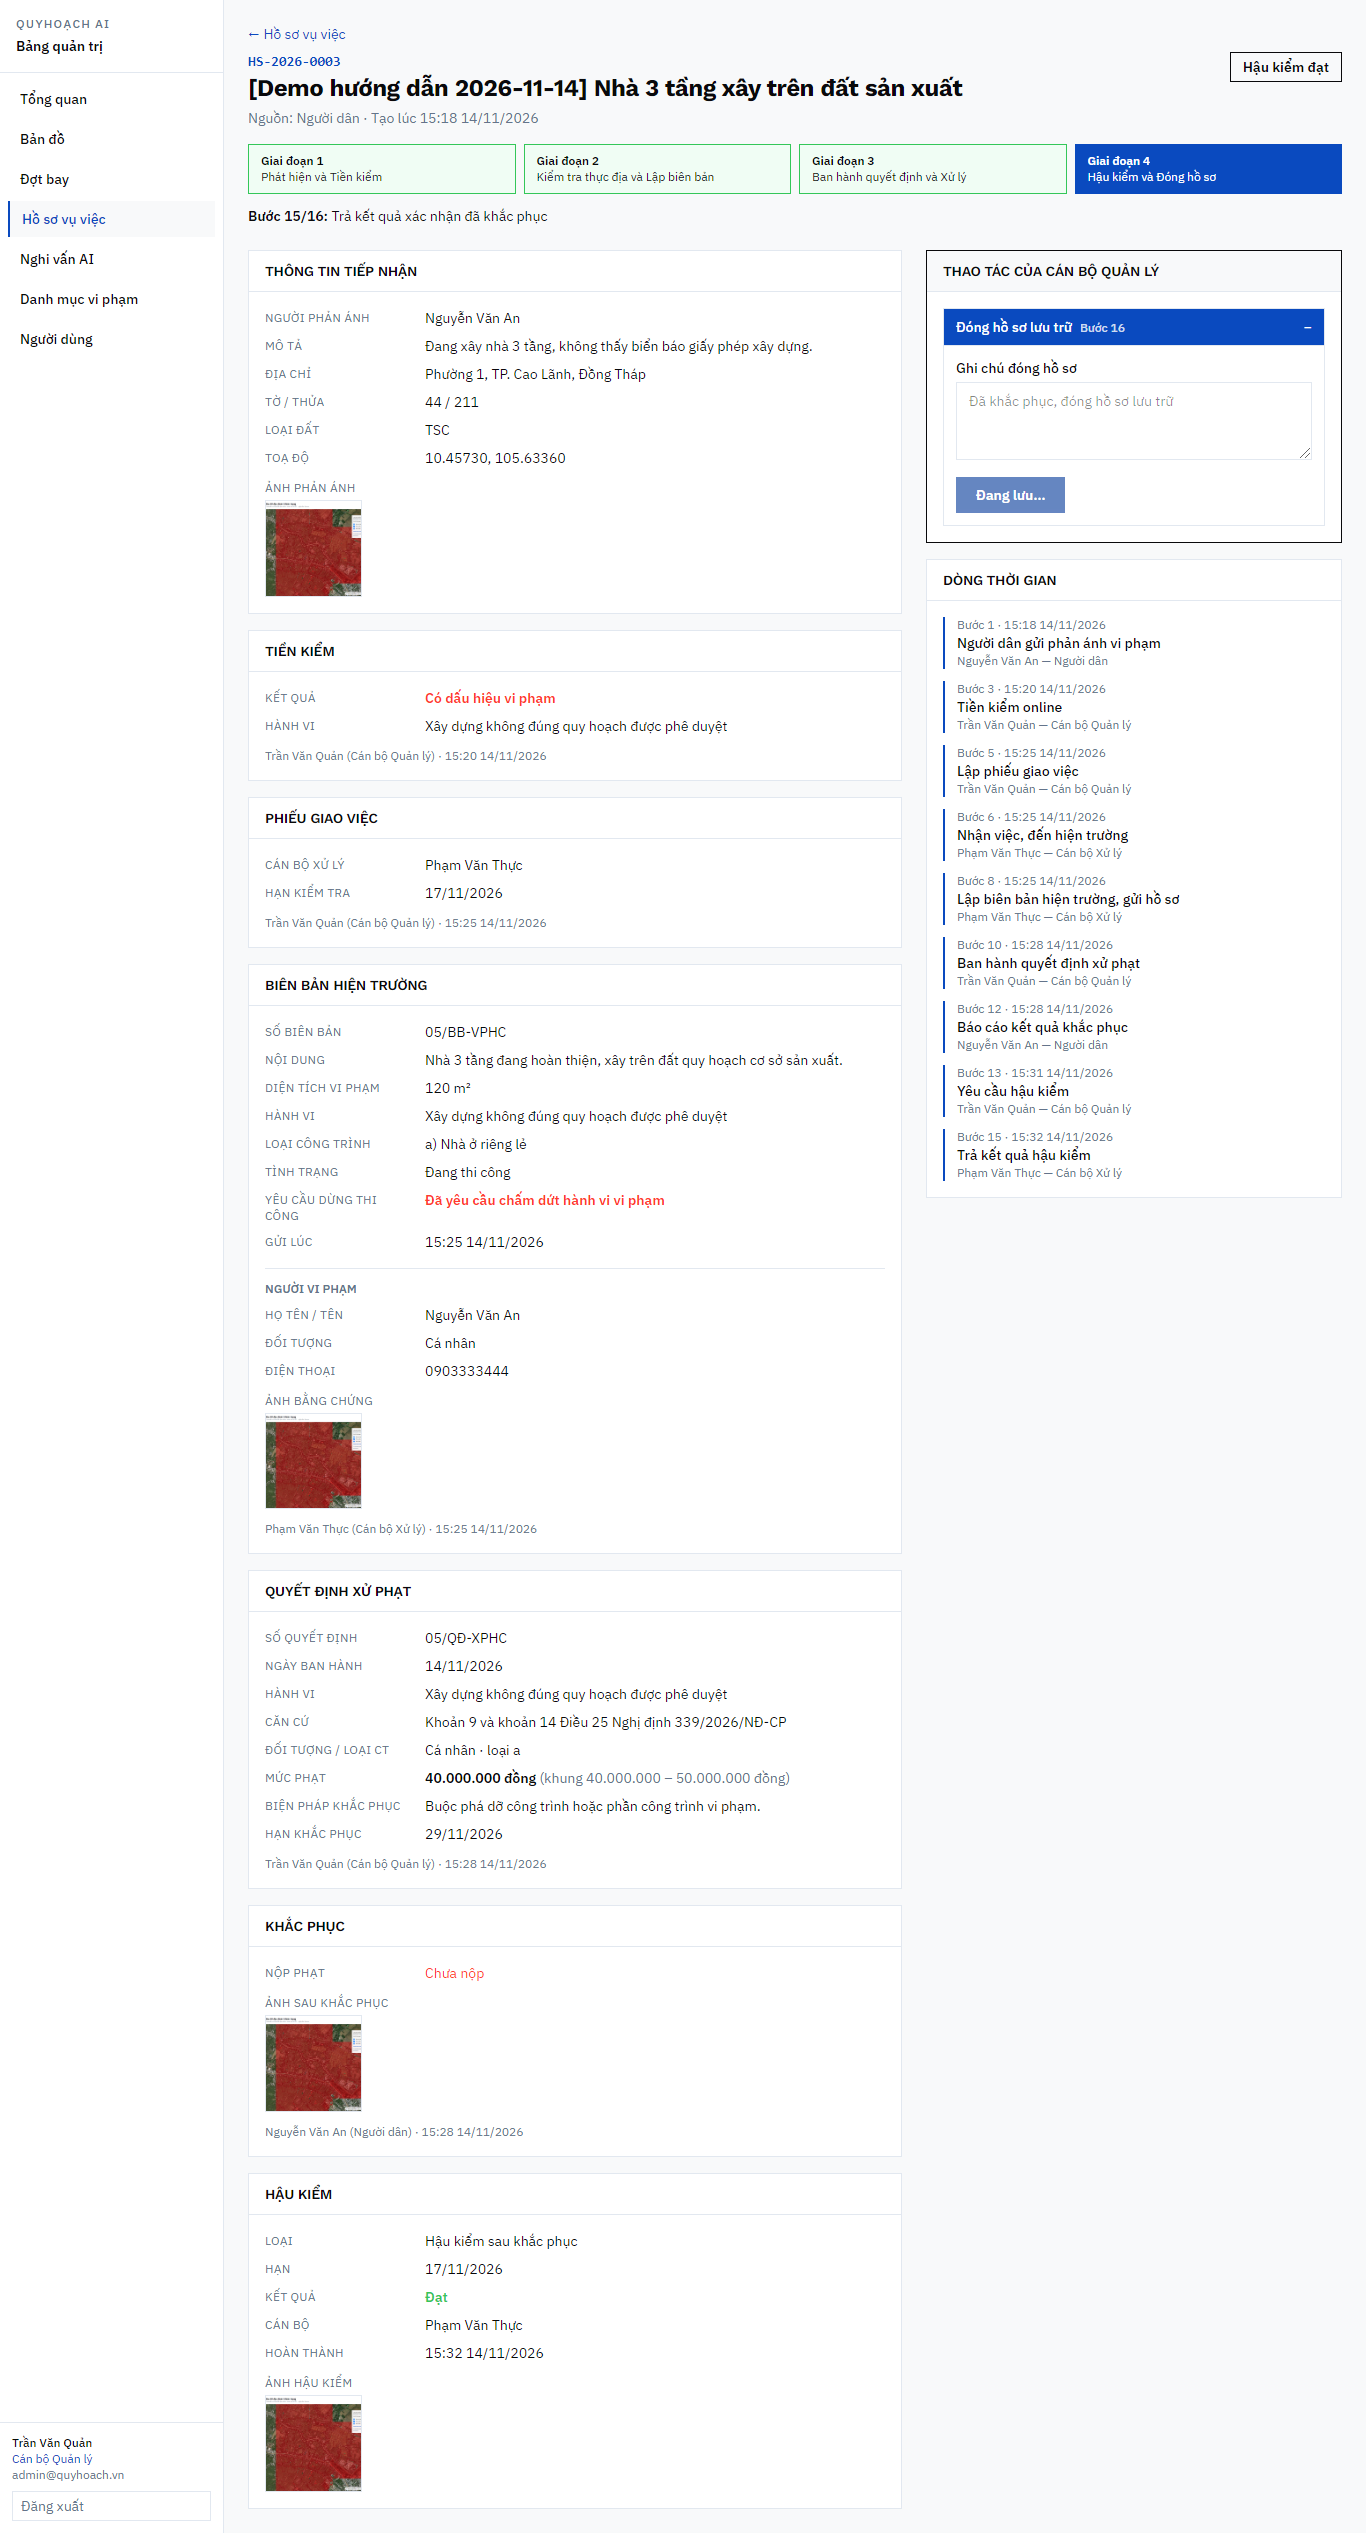 QUYHOẠCH AI
Bảng quản trị
Tổng quan
Bản đồ
Đợt bay
Hồ sơ vụ việc
Nghi vấn AI
Danh mục vi phạm
Người dùng
← Hồ sơ vụ việc
HS-2026-0003
[Demo hướng dẫn 2026-11-14] Nhà 3 tầng xây trên đất sản xuất
Hậu kiểm đạt
Nguồn: Người dân · Tạo lúc 15:18 14/11/2026
Giai đoạn 1
Phát hiện và Tiền kiểm
Giai đoạn 2
Kiểm tra thực địa và Lập biên bản
Giai đoạn 3
Ban hành quyết định và Xử lý
Giai đoạn 4
Hậu kiểm và Đóng hồ sơ
Bước 15/16: Trả kết quả xác nhận đã khắc phục
THÔNG TIN TIẾP NHẬN
NGƯỜI PHẢN ÁNH Nguyễn Văn An
MÔ TẢ Đang xây nhà 3 tầng, không thấy biển báo giấy phép xây dựng.
ĐỊA CHỈ Phường 1, TP. Cao Lãnh, Đồng Tháp
TỜ / THỬA 44 / 211
LOẠI ĐẤT TSC
TOẠ ĐỘ 10.45730, 105.63360
ẢNH PHẢN ÁNH
TIỀN KIỂM
KẾT QUẢ Có dấu hiệu vi phạm
HÀNH VI Xây dựng không đúng quy hoạch được phê duyệt
Trần Văn Quản (Cán bộ Quản lý) · 15:20 14/11/2026
PHIẾU GIAO VIỆC
CÁN BỘ XỬ LÝ Phạm Văn Thực
HẠN KIỂM TRA 17/11/2026
Trần Văn Quản (Cán bộ Quản lý) · 15:25 14/11/2026
BIÊN BẢN HIỆN TRƯỜNG
SỐ BIÊN BẢN 05/BB-VPHC
NỘI DUNG Nhà 3 tầng đang hoàn thiện, xây trên đất quy hoạch cơ sở sản xuất.
DIỆN TÍCH VI PHẠM 120 m²
HÀNH VI Xây dựng không đúng quy hoạch được phê duyệt
LOẠI CÔNG TRÌNH a) Nhà ở riêng lẻ
TÌNH TRẠNG Đang thi công
YÊU CẦU DỪNG THI CÔNG Đã yêu cầu chấm dứt hành vi vi phạm
GỬI LÚC 15:25 14/11/2026
NGƯỜI VI PHẠM
HỌ TÊN / TÊN Nguyễn Văn An
ĐỐI TƯỢNG Cá nhân
ĐIỆN THOẠI 0903333444
ẢNH BẰNG CHỨNG
Phạm Văn Thực (Cán bộ Xử lý) · 15:25 14/11/2026
QUYẾT ĐỊNH XỬ PHẠT
SỐ QUYẾT ĐỊNH 05/QĐ-XPHC
NGÀY BAN HÀNH 14/11/2026
HÀNH VI Xây dựng không đúng quy hoạch được phê duyệt
CĂN CỨ Khoản 9 và khoản 14 Điều 25 Nghị định 339/2026/NĐ-CP
ĐỐI TƯỢNG / LOẠI CT Cá nhân · loại a
MỨC PHẠT 40.000.000 đồng (khung 40.000.000 – 50.000.000 đồng)
BIỆN PHÁP KHẮC PHỤC Buộc phá dỡ công trình hoặc phần công trình vi phạm.
HẠN KHẮC PHỤC 29/11/2026
Trần Văn Quản (Cán bộ Quản lý) · 15:28 14/11/2026
KHẮC PHỤC
NỘP PHẠT Chưa nộp
ẢNH SAU KHẮC PHỤC
Nguyễn Văn An (Người dân) · 15:28 14/11/2026
HẬU KIỂM
LOẠI Hậu kiểm sau khắc phục
HẠN 17/11/2026
KẾT QUẢ Đạt
CÁN BỘ Phạm Văn Thực
HOÀN THÀNH 15:32 14/11/2026
ẢNH HẬU KIỂM
THAO TÁC CỦA CÁN BỘ QUẢN LÝ
Đóng hồ sơ lưu trữ Bước 16 –
Ghi chú đóng hồ sơ
Đã khắc phục, đóng hồ sơ lưu trữ
Đang lưu...
DÒNG THỜI GIAN
Bước 1 · 15:18 14/11/2026
Người dân gửi phản ánh vi phạm
Nguyễn Văn An — Người dân
Bước 3 · 15:20 14/11/2026
Tiền kiểm online
Trần Văn Quản — Cán bộ Quản lý
Bước 5 · 15:25 14/11/2026
Lập phiếu giao việc
Trần Văn Quản — Cán bộ Quản lý
Bước 6 · 15:25 14/11/2026
Nhận việc, đến hiện trường
Phạm Văn Thực — Cán bộ Xử lý
Bước 8 · 15:25 14/11/2026
Lập biên bản hiện trường, gửi hồ sơ
Phạm Văn Thực — Cán bộ Xử lý
Bước 10 · 15:28 14/11/2026
Ban hành quyết định xử phạt
Trần Văn Quản — Cán bộ Quản lý
Bước 12 · 15:28 14/11/2026
Báo cáo kết quả khắc phục
Nguyễn Văn An — Người dân
Bước 13 · 15:31 14/11/2026
Yêu cầu hậu kiểm
Trần Văn Quản — Cán bộ Quản lý
Bước 15 · 15:32 14/11/2026
Trả kết quả hậu kiểm
Phạm Văn Thực — Cán bộ Xử lý
Trần Văn Quản
Cán bộ Quản lý
admin@quyhoach.vn
Đăng xuất